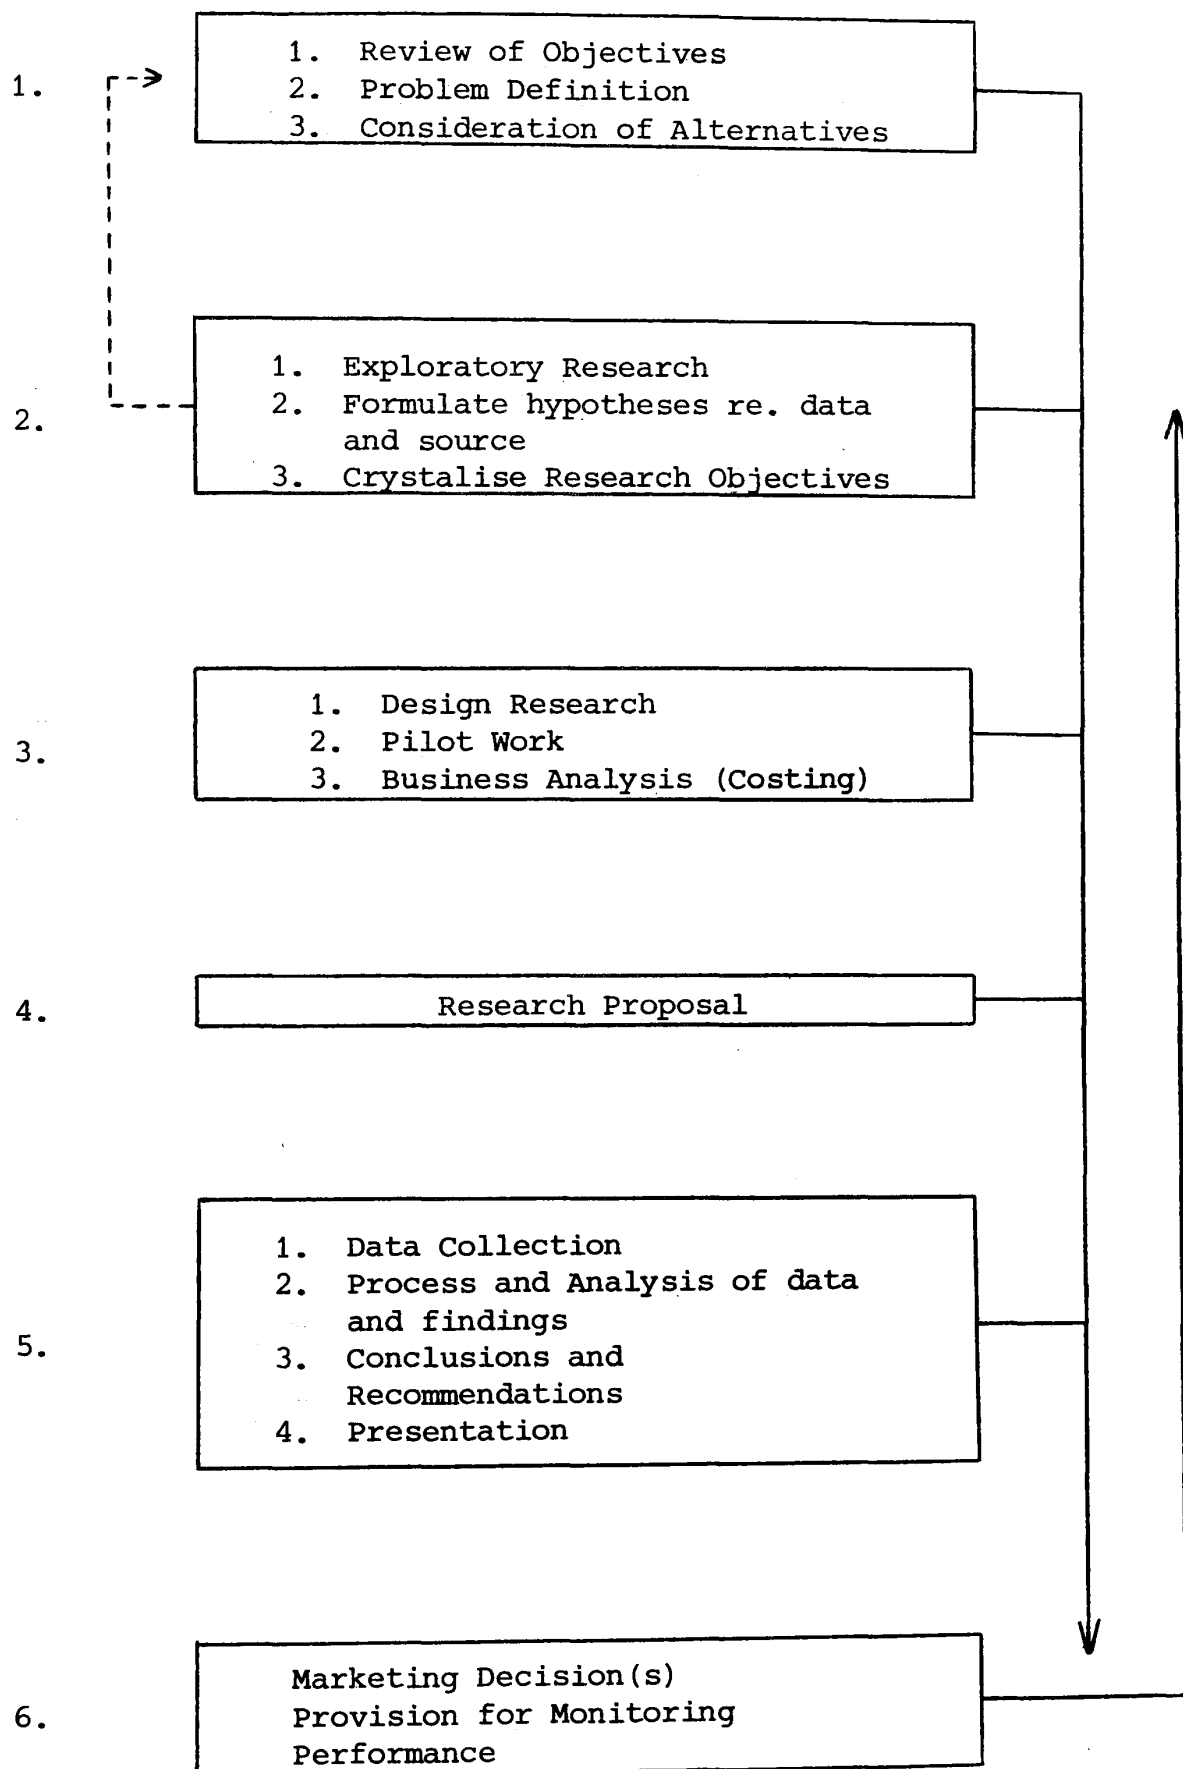 1.
1. Review of Objectives
2. Problem Definition
3. Consideration of Alternatives
2.
1. Exploratory Research
2. Formulate hypotheses re. data
and source
3. Crystalise Research Objectives
3.
1. Design Research
2. Pilot Work
3. Business Analysis (Costing)
4.
Research Proposal
5.
1. Data Collection
2. Process and Analysis of data
and findings
3. Conclusions and
Recommendations
4. Presentation
6.
Marketing Decision(s)
Provision for Monitoring
Performance